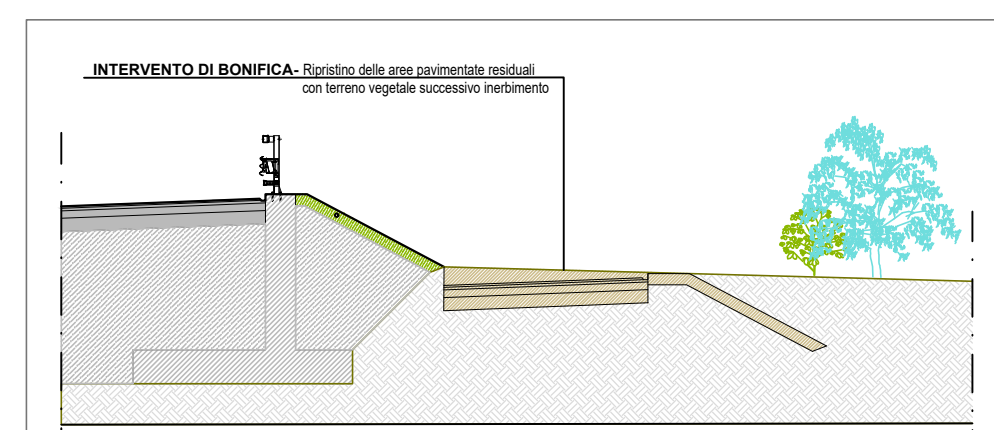 INTERVENTO DI BONIFICA- Ripristino delle aree pavimentate residuali
con terreno vegetale successivo inerbimento